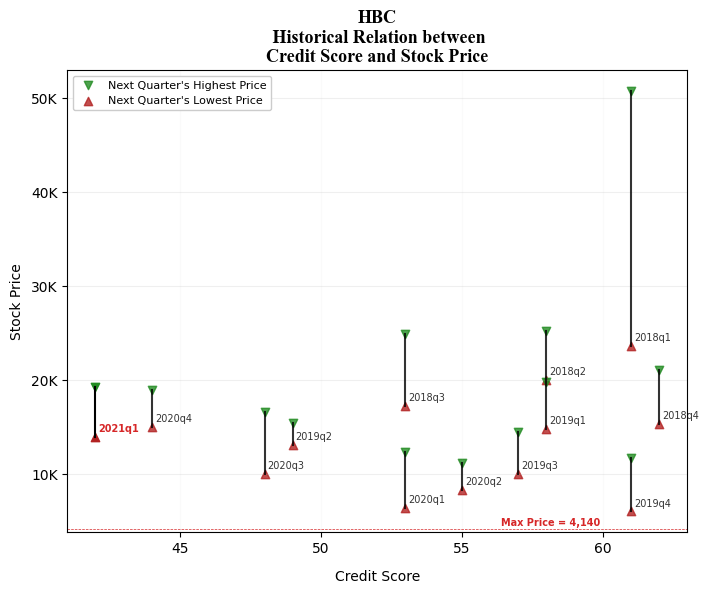 HBC
Historical Relation between
Credit Score and Stock Price
Next Quarter's Highest Price
Next Quarter's Lowest Price
50K
40K
30K
20K
10K
Stock Price
2018q1
2018q2
2018q3
2018q4
2019q1
2021q1
2020q4
2019q2
2020q3
2019q3
2020q2
2020q1
2019q4
Max Price = 4,140
45
50
55
60
Credit Score